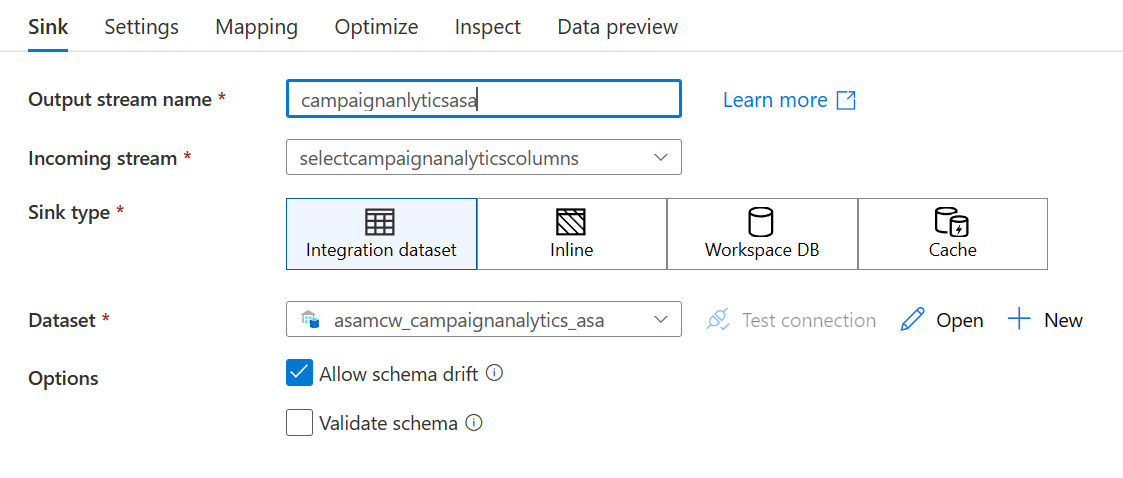 Sink Settings Mapping Optimize Inspect Data preview
Output stream name * campaignanlyticsasa Learn more
Incoming stream * selectcampaignanalyticscolumns
Sink type * Integration dataset Inline Workspace DB Cache
Dataset * asamcw_campaignanalytics_asa Test connection Open New
Options Allow schema drift
Validate schema